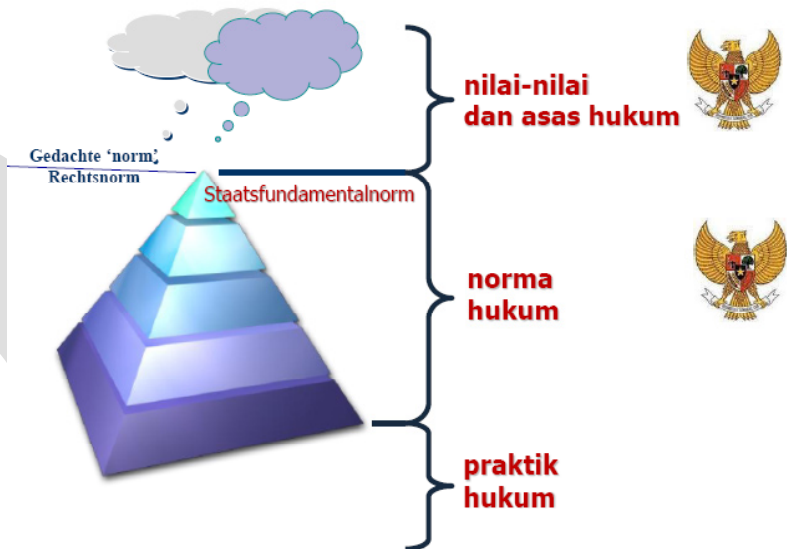 nilai-nilai
dan asas hukum
Gedachte ‘norm’
Rechtsnorm
Staatsfundamentalnorm
norma
hukum
praktik
hukum